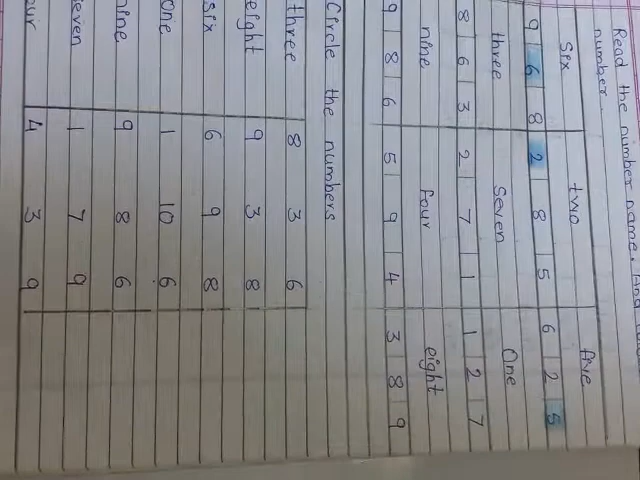 Read the number name. And
number.
six two five
9 6 8 2 8 5 6 2 5
three seven One
8 6 3 2 7 1 1 2 7
nine four eight
9 8 6 5 9 4 3 8 9
Circle the numbers
three 8 3 6
eight 9 3 8
six 6 9 8
One 1 10 6
nine 9 8 6
seven 1 7 9
our 4 3 9